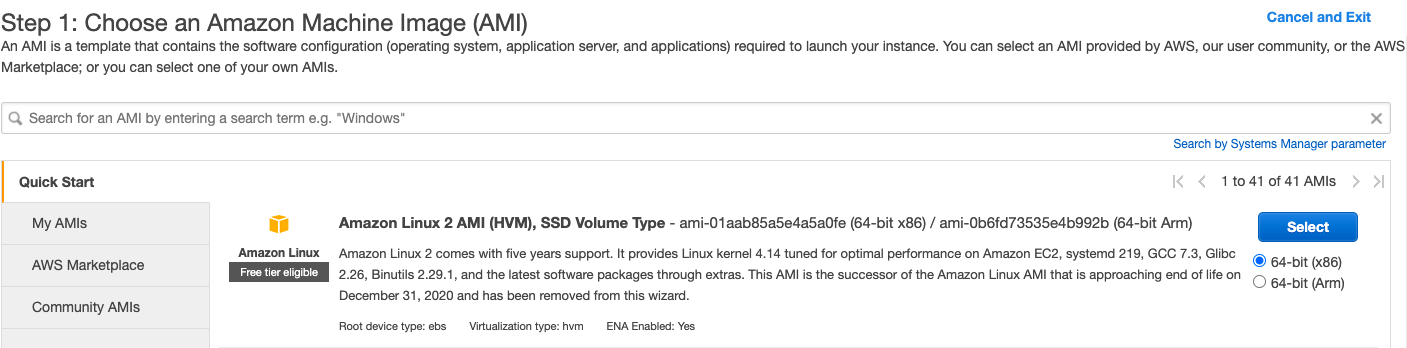 Step 1: Choose an Amazon Machine Image (AMI)
Cancel and Exit
An AMI is a template that contains the software configuration (operating system, application server, and applications) required to launch your instance. You can select an AMI provided by AWS, our user community, or the AWS
Marketplace; or you can select one of your own AMIs.
Search for an AMI by entering a search term e.g. "Windows"
Search by Systems Manager parameter
Quick Start
1 to 41 of 41 AMIs
My AMIs
AWS Marketplace
Community AMIs
Amazon Linux
Free tier eligible
Amazon Linux 2 AMI (HVM), SSD Volume Type - ami-01aab85a5e4a5a0fe (64-bit x86) / ami-0b6fd73535e4b992b (64-bit Arm)
Amazon Linux 2 comes with five years support. It provides Linux kernel 4.14 tuned for optimal performance on Amazon EC2, systemd 219, GCC 7.3, Glibc
2.26, Binutils 2.29.1, and the latest software packages through extras. This AMI is the successor of the Amazon Linux AMI that is approaching end of life on
December 31, 2020 and has been removed from this wizard.
Root device type: ebs Virtualization type: hvm ENA Enabled: Yes
Select
64-bit (x86)
64-bit (Arm)